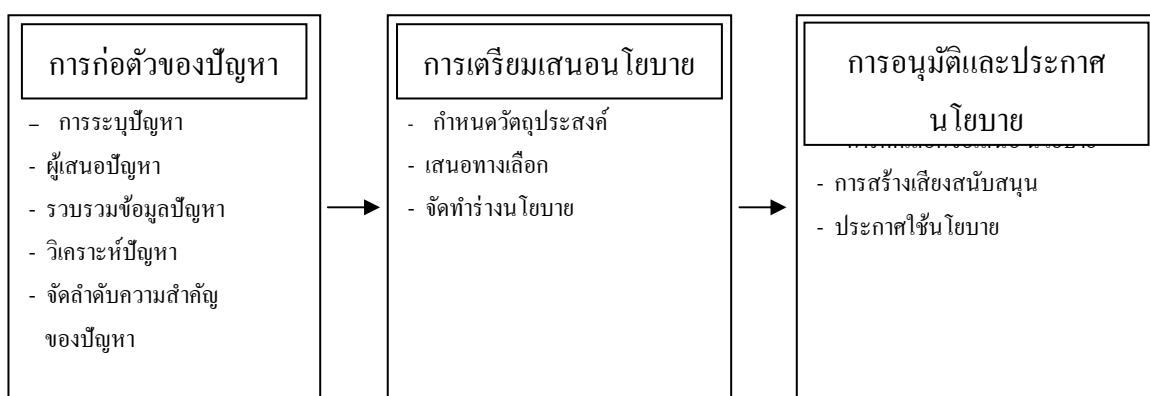 การก่อตัวของปัญหา
– การระบุปัญหา
- ผู้เสนอปัญหา
- รวบรวมข้อมูลปัญหา
- วิเคราะห์ปัญหา
- จัดลำดับความสำคัญ
ของปัญหา
การเตรียมเสนอนโยบาย
- กำหนดวัตถุประสงค์
- เสนอทางเลือก
- จัดทำร่างนโยบาย
การอนุมัติและประกาศ
นโยบาย
- การสร้างเสียงสนับสนุน
- ประกาศใช้นโยบาย